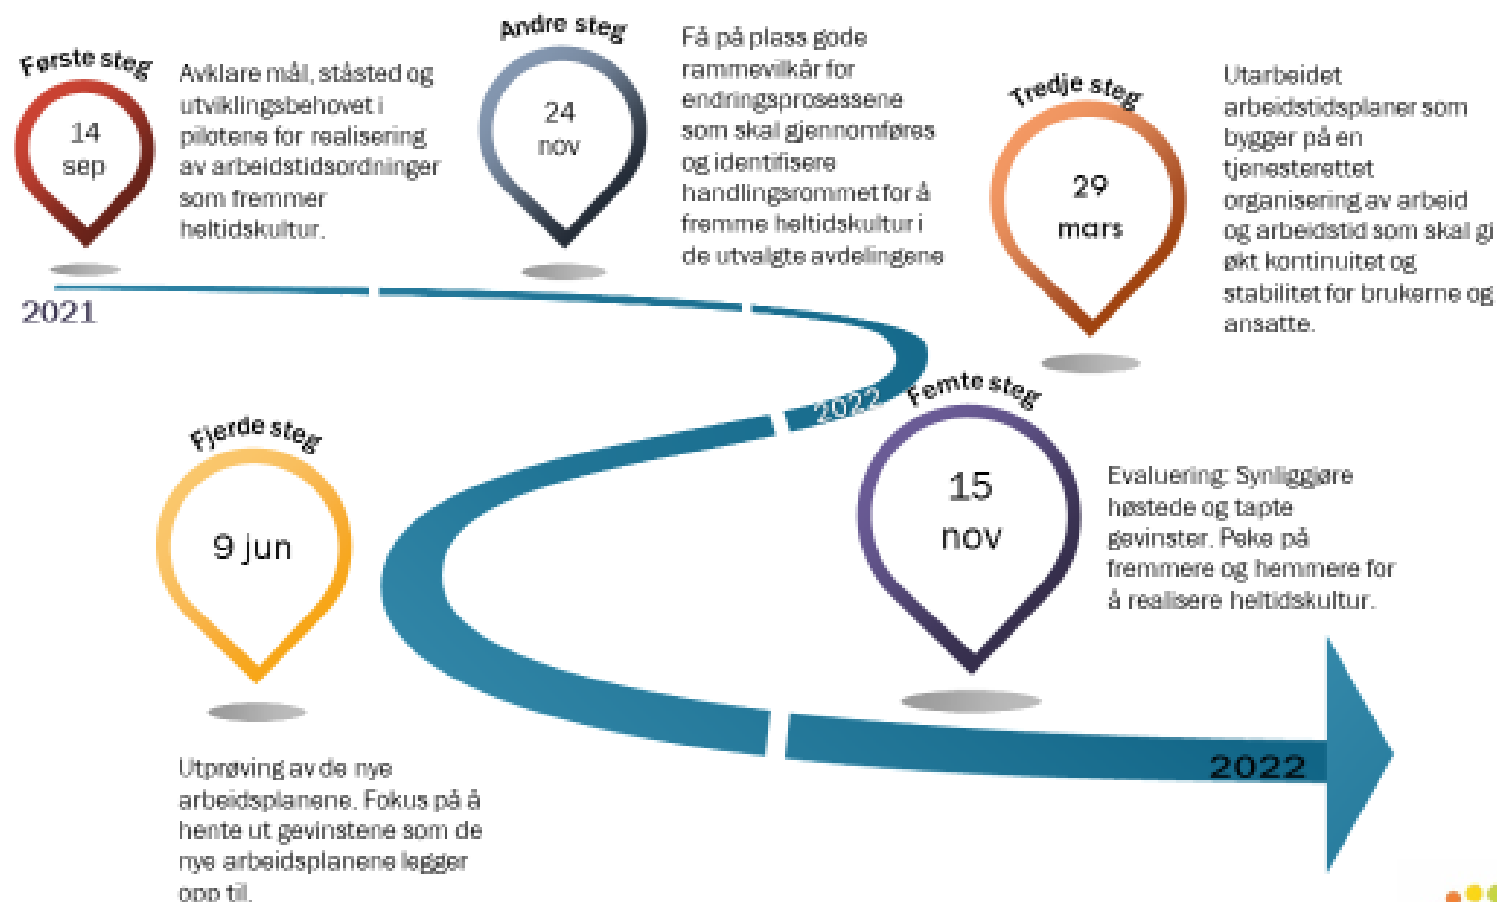 Første steg
14
sep
Avklare mål, ståsted og
utviklingsbehovet i
pilotene for realisering
av arbeidstidsordninger
som fremmer
heltidskultur.
Andre steg
24
nov
Få på plass gode
rammevilkår for
endringsprosessene
som skal gjennomføres
og identifisere
handlingsrommet for å
fremme heltidskultur i
de utvalgte avdelingene
Tredje steg
29
mars
Utarbeidet
arbeidstidsplaner som
bygger på en
tjenesterettet
organisering av arbeid
og arbeidstid som skal gi
økt kontinuitet og
stabilitet for brukerne og
ansatte.
2021
2022
Fjerde steg
9 jun
Utprøving av de nye
arbeidsplanene. Fokus på å
hente ut gevinstene som de
nye arbeidsplanene legger
opp til.
Femte steg
15
nov
Evaluering: Synliggjøre
høstede og tapte
gevinster. Peke på
fremmere og hemmere for
å realisere heltidskultur.
2022